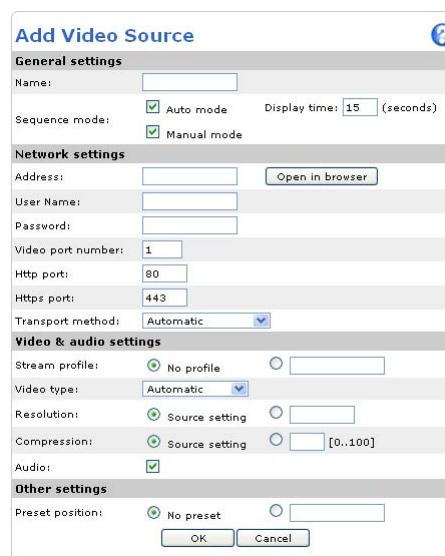 Add Video Source
General settings
Name:
Sequence mode: Auto mode Display time: 15 (seconds)
Manual mode
Network settings
Address: Open in browser
User Name:
Password:
Video port number: 1
Http port: 80
Https port: 443
Transport method: Automatic
Video & audio settings
Stream profile: No profile
Video type: Automatic
Resolution: Source setting
Compression: Source setting [0..100]
Audio:
Other settings
Preset position: No preset
OK Cancel